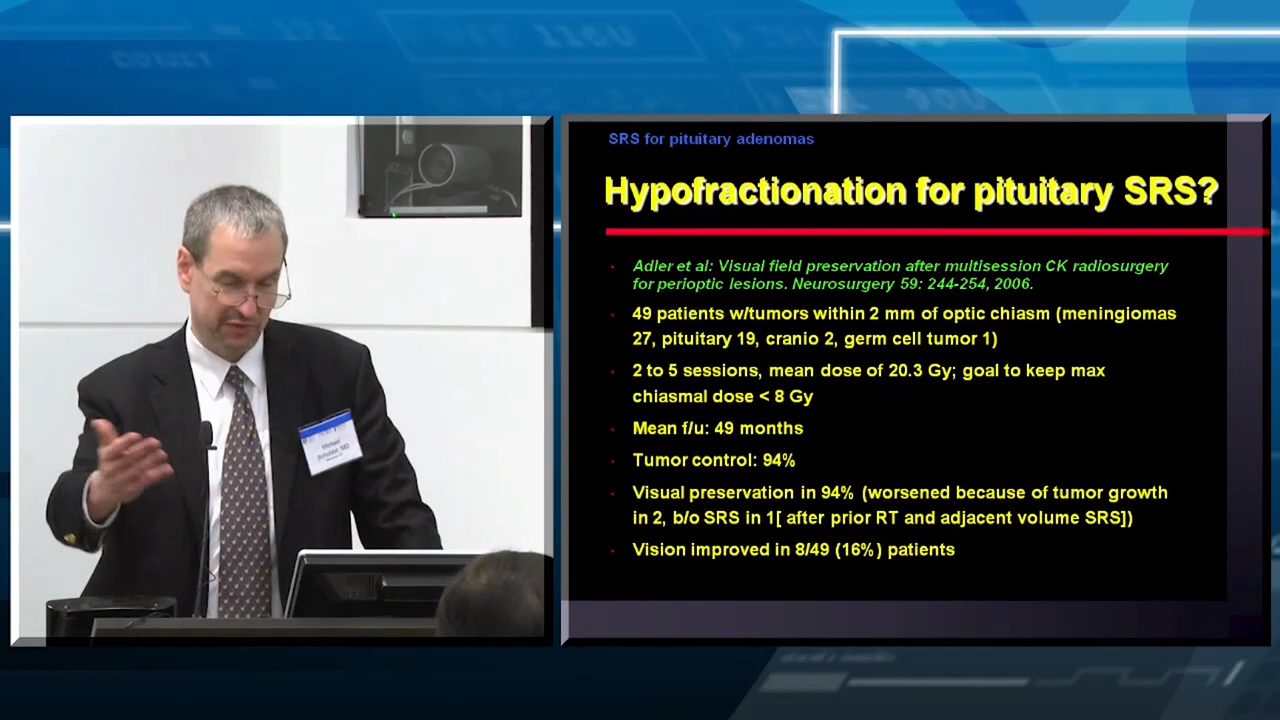 SRS for pituitary adenomas
Hypofractionation for pituitary SRS?
Adler et al: Visual field preservation after multisession CK radiosurgery
for perioptic lesions. Neurosurgery 59: 244-254, 2006.
49 patients w/tumors within 2 mm of optic chiasm (meningiomas
27, pituitary 19, cranio 2, germ cell tumor 1)
2 to 5 sessions, mean dose of 20.3 Gy; goal to keep max
chiasmal dose < 8 Gy
Mean f/u: 49 months
Tumor control: 94%
Visual preservation in 94% (worsened because of tumor growth
in 2, b/o SRS in 1[ after prior RT and adjacent volume SRS])
Vision improved in 8/49 (16%) patients
Michael
Schulder, MD